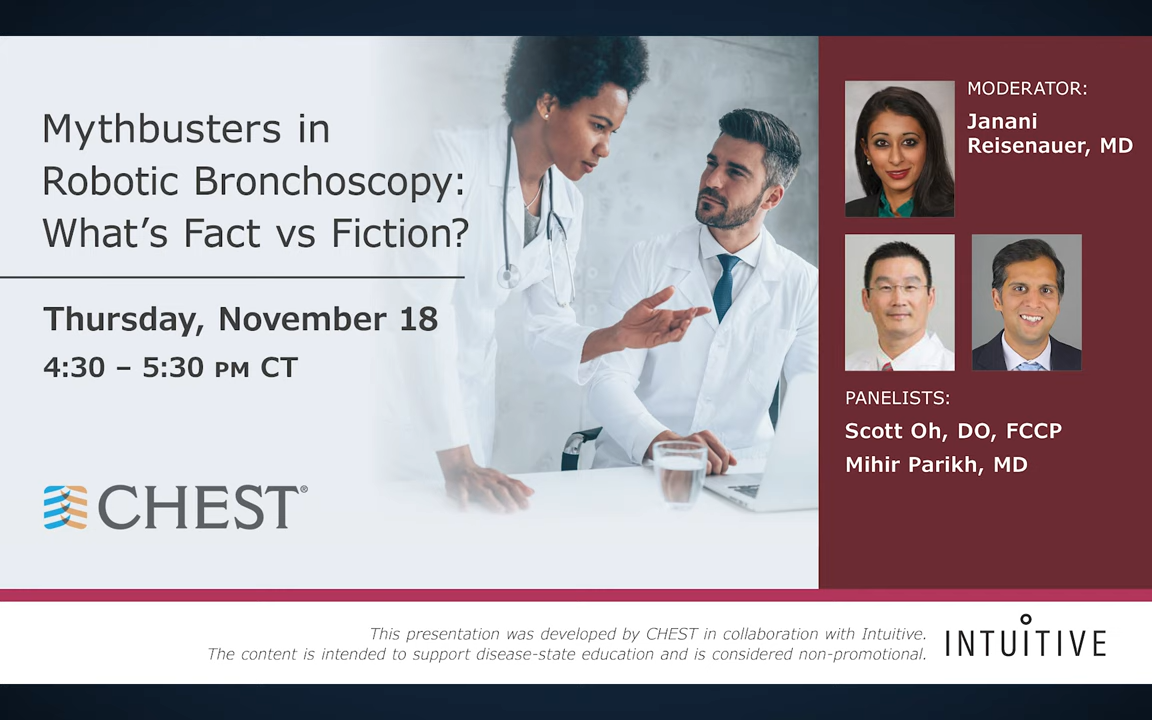 Mythbusters in
Robotic Bronchoscopy:
What's Fact vs Fiction?
Thursday, November 18
4:30 – 5:30 PM CT
CHEST®
MODERATOR:
Janani
Reisenauer, MD
PANELISTS:
Scott Oh, DO, FCCP
Mihir Parikh, MD
This presentation was developed by CHEST in collaboration with Intuitive.
The content is intended to support disease-state education and is considered non-promotional.
INTUITIVE